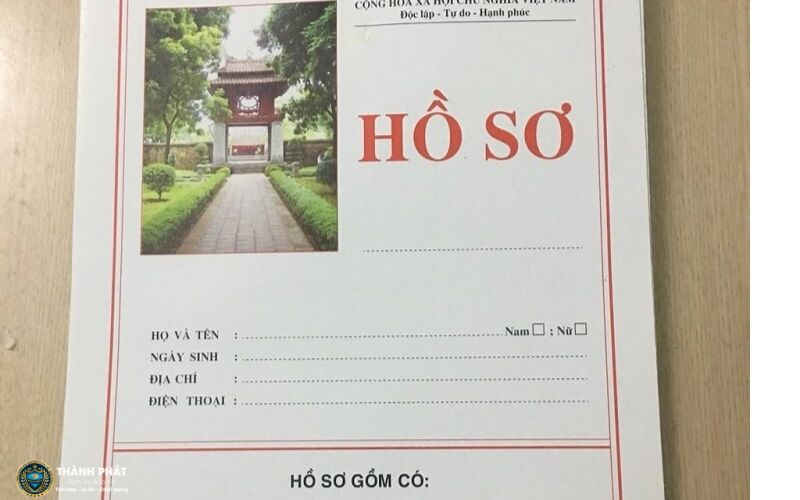 CỘNG HÒA XÃ HỘI CHỦ NGHĨA VIỆT NAM
Độc lập - Tự do - Hạnh phúc
HỒ SƠ
HỌ VÀ TÊN : Nam ; Nữ
NGÀY SINH :
ĐỊA CHỈ :
ĐIỆN THOẠI :
HỒ SƠ GỒM CÓ:
THÀNH PHÁT